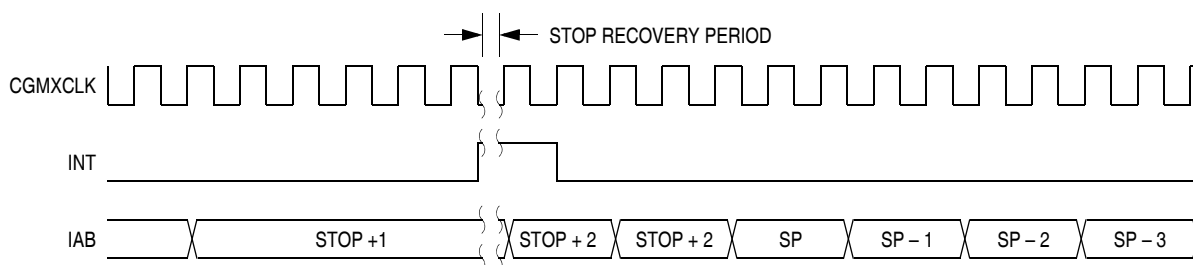 STOP RECOVERY PERIOD
CGMXCLK
INT
IAB STOP +1 STOP + 2 STOP + 2 SP SP – 1 SP – 2 SP – 3